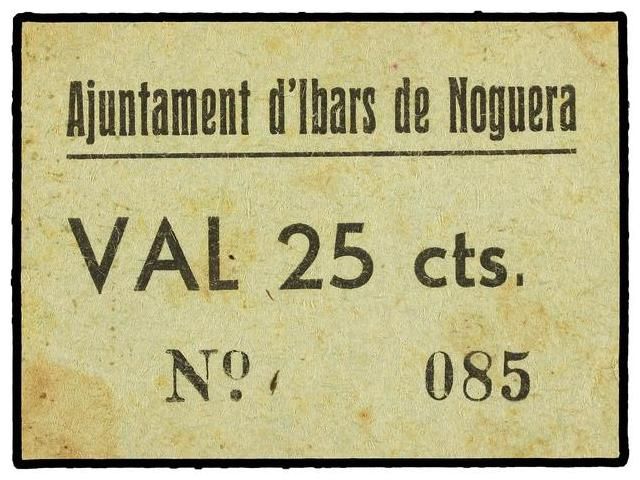 Ajuntament d'Ibars de Noguera
VAL 25 cts.
Nº 085